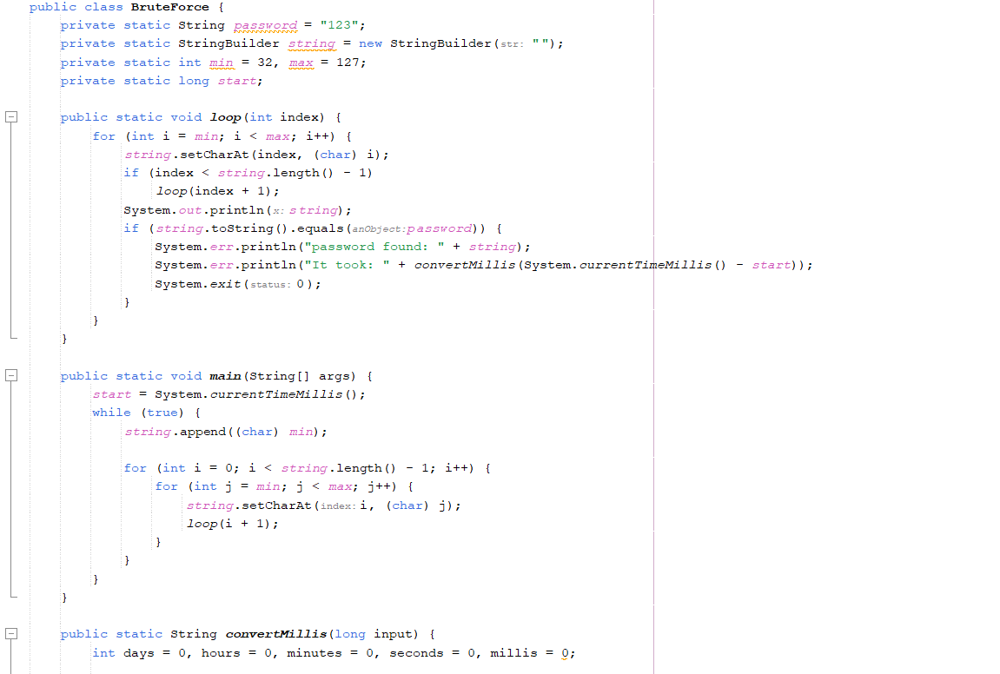 public class BruteForce {
    private static String password = "123";
    private static StringBuilder string = new StringBuilder(str: "");
    private static int min = 32, max = 127;
    private static long start;
    public static void loop(int index) {
        for (int i = min; i < max; i++) {
            string.setCharAt(index, (char) i);
            if (index < string.length() - 1)
                loop(index + 1);
            System.out.println(x: string);
            if (string.toString().equals(anObject:password)) {
                System.err.println("password found: " + string);
                System.err.println("It took: " + convertMillis(System.currentTimeMillis() - start));
                System.exit(status: 0);
            }
        }
    }
    public static void main(String[] args) {
        start = System.currentTimeMillis();
        while (true) {
            string.append((char) min);
            for (int i = 0; i < string.length() - 1; i++) {
                for (int j = min; j < max; j++) {
                    string.setCharAt(index: i, (char) j);
                    loop(i + 1);
                }
            }
        }
    }
    public static String convertMillis(long input) {
        int days = 0, hours = 0, minutes = 0, seconds = 0, millis = 0;